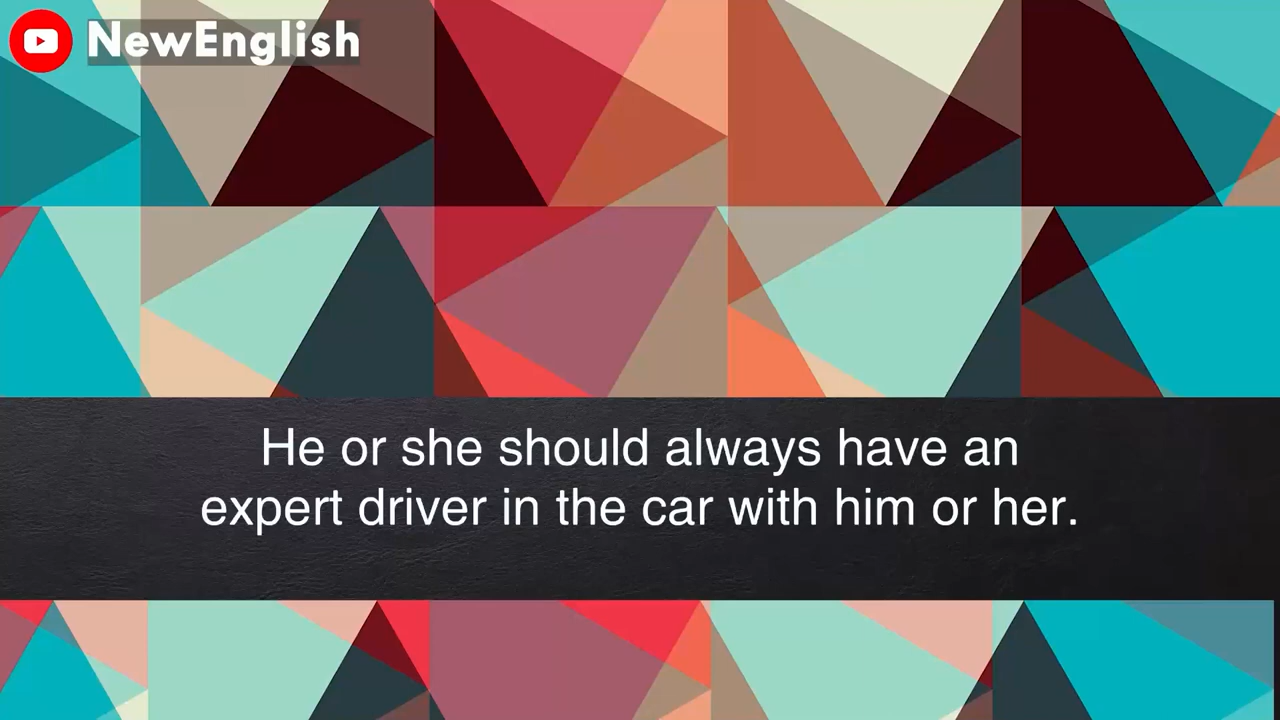 NewEnglish
He or she should always have an
expert driver in the car with him or her.